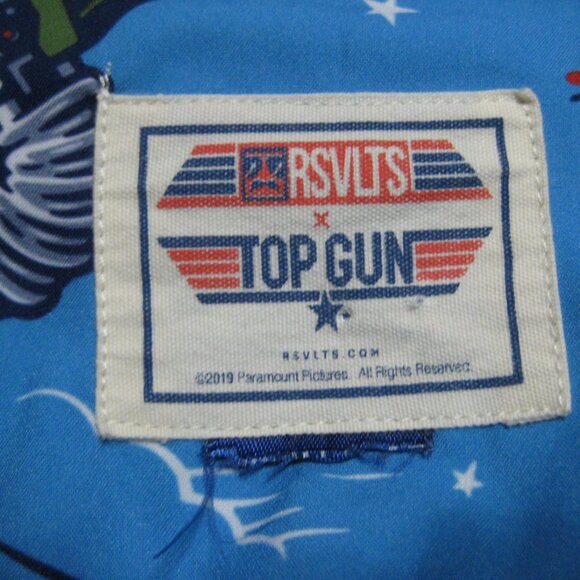 RSVLTS
x
TOP GUN
RSVLTS.COM
©2019 Paramount Pictures. All Rights Reserved.